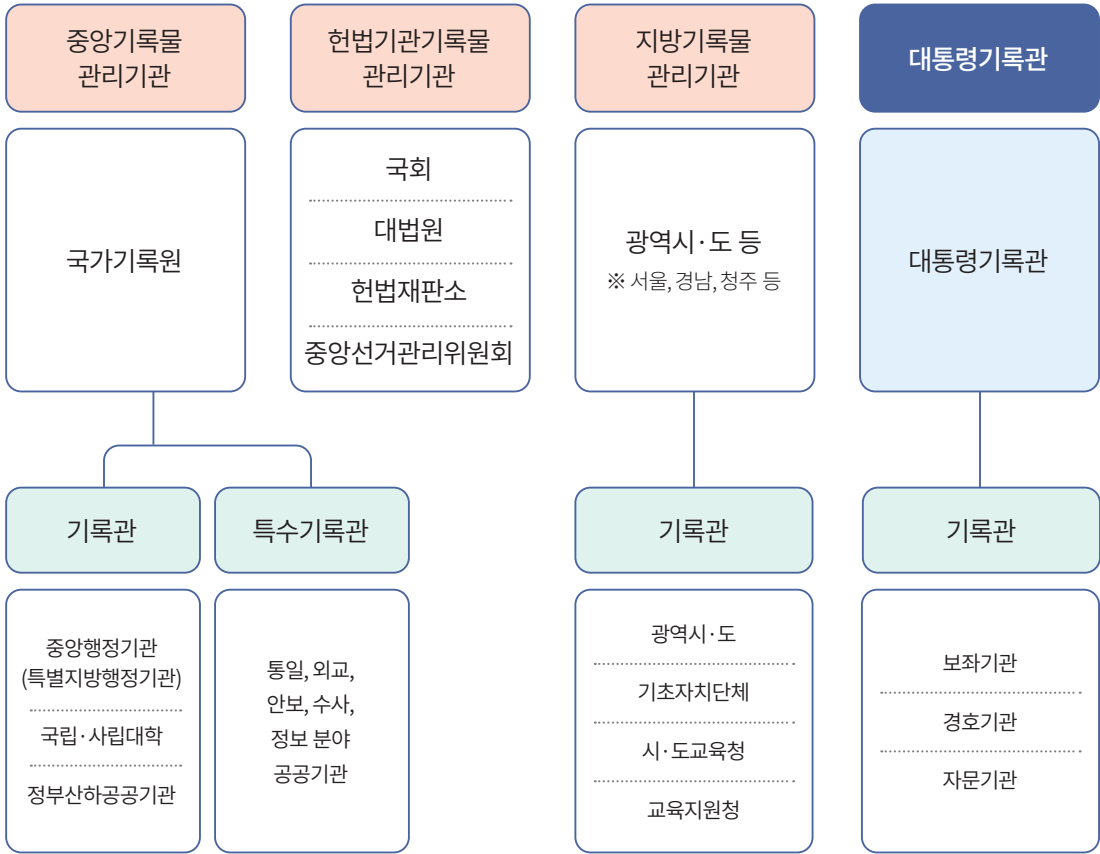 중앙기록물
관리기관
헌법기관기록물
관리기관
지방기록물
관리기관
대통령기록관
국가기록원
국회
대법원
헌법재판소
중앙선거관리위원회
광역시·도 등
※ 서울, 경남, 청주 등
대통령기록관
기록관
특수기록관
기록관
기록관
중앙행정기관
(특별지방행정기관)
국립·사립대학
정부산하공공기관
통일, 외교,
안보, 수사,
정보 분야
공공기관
광역시·도
기초자치단체
시·도교육청
교육지원청
보좌기관
경호기관
자문기관